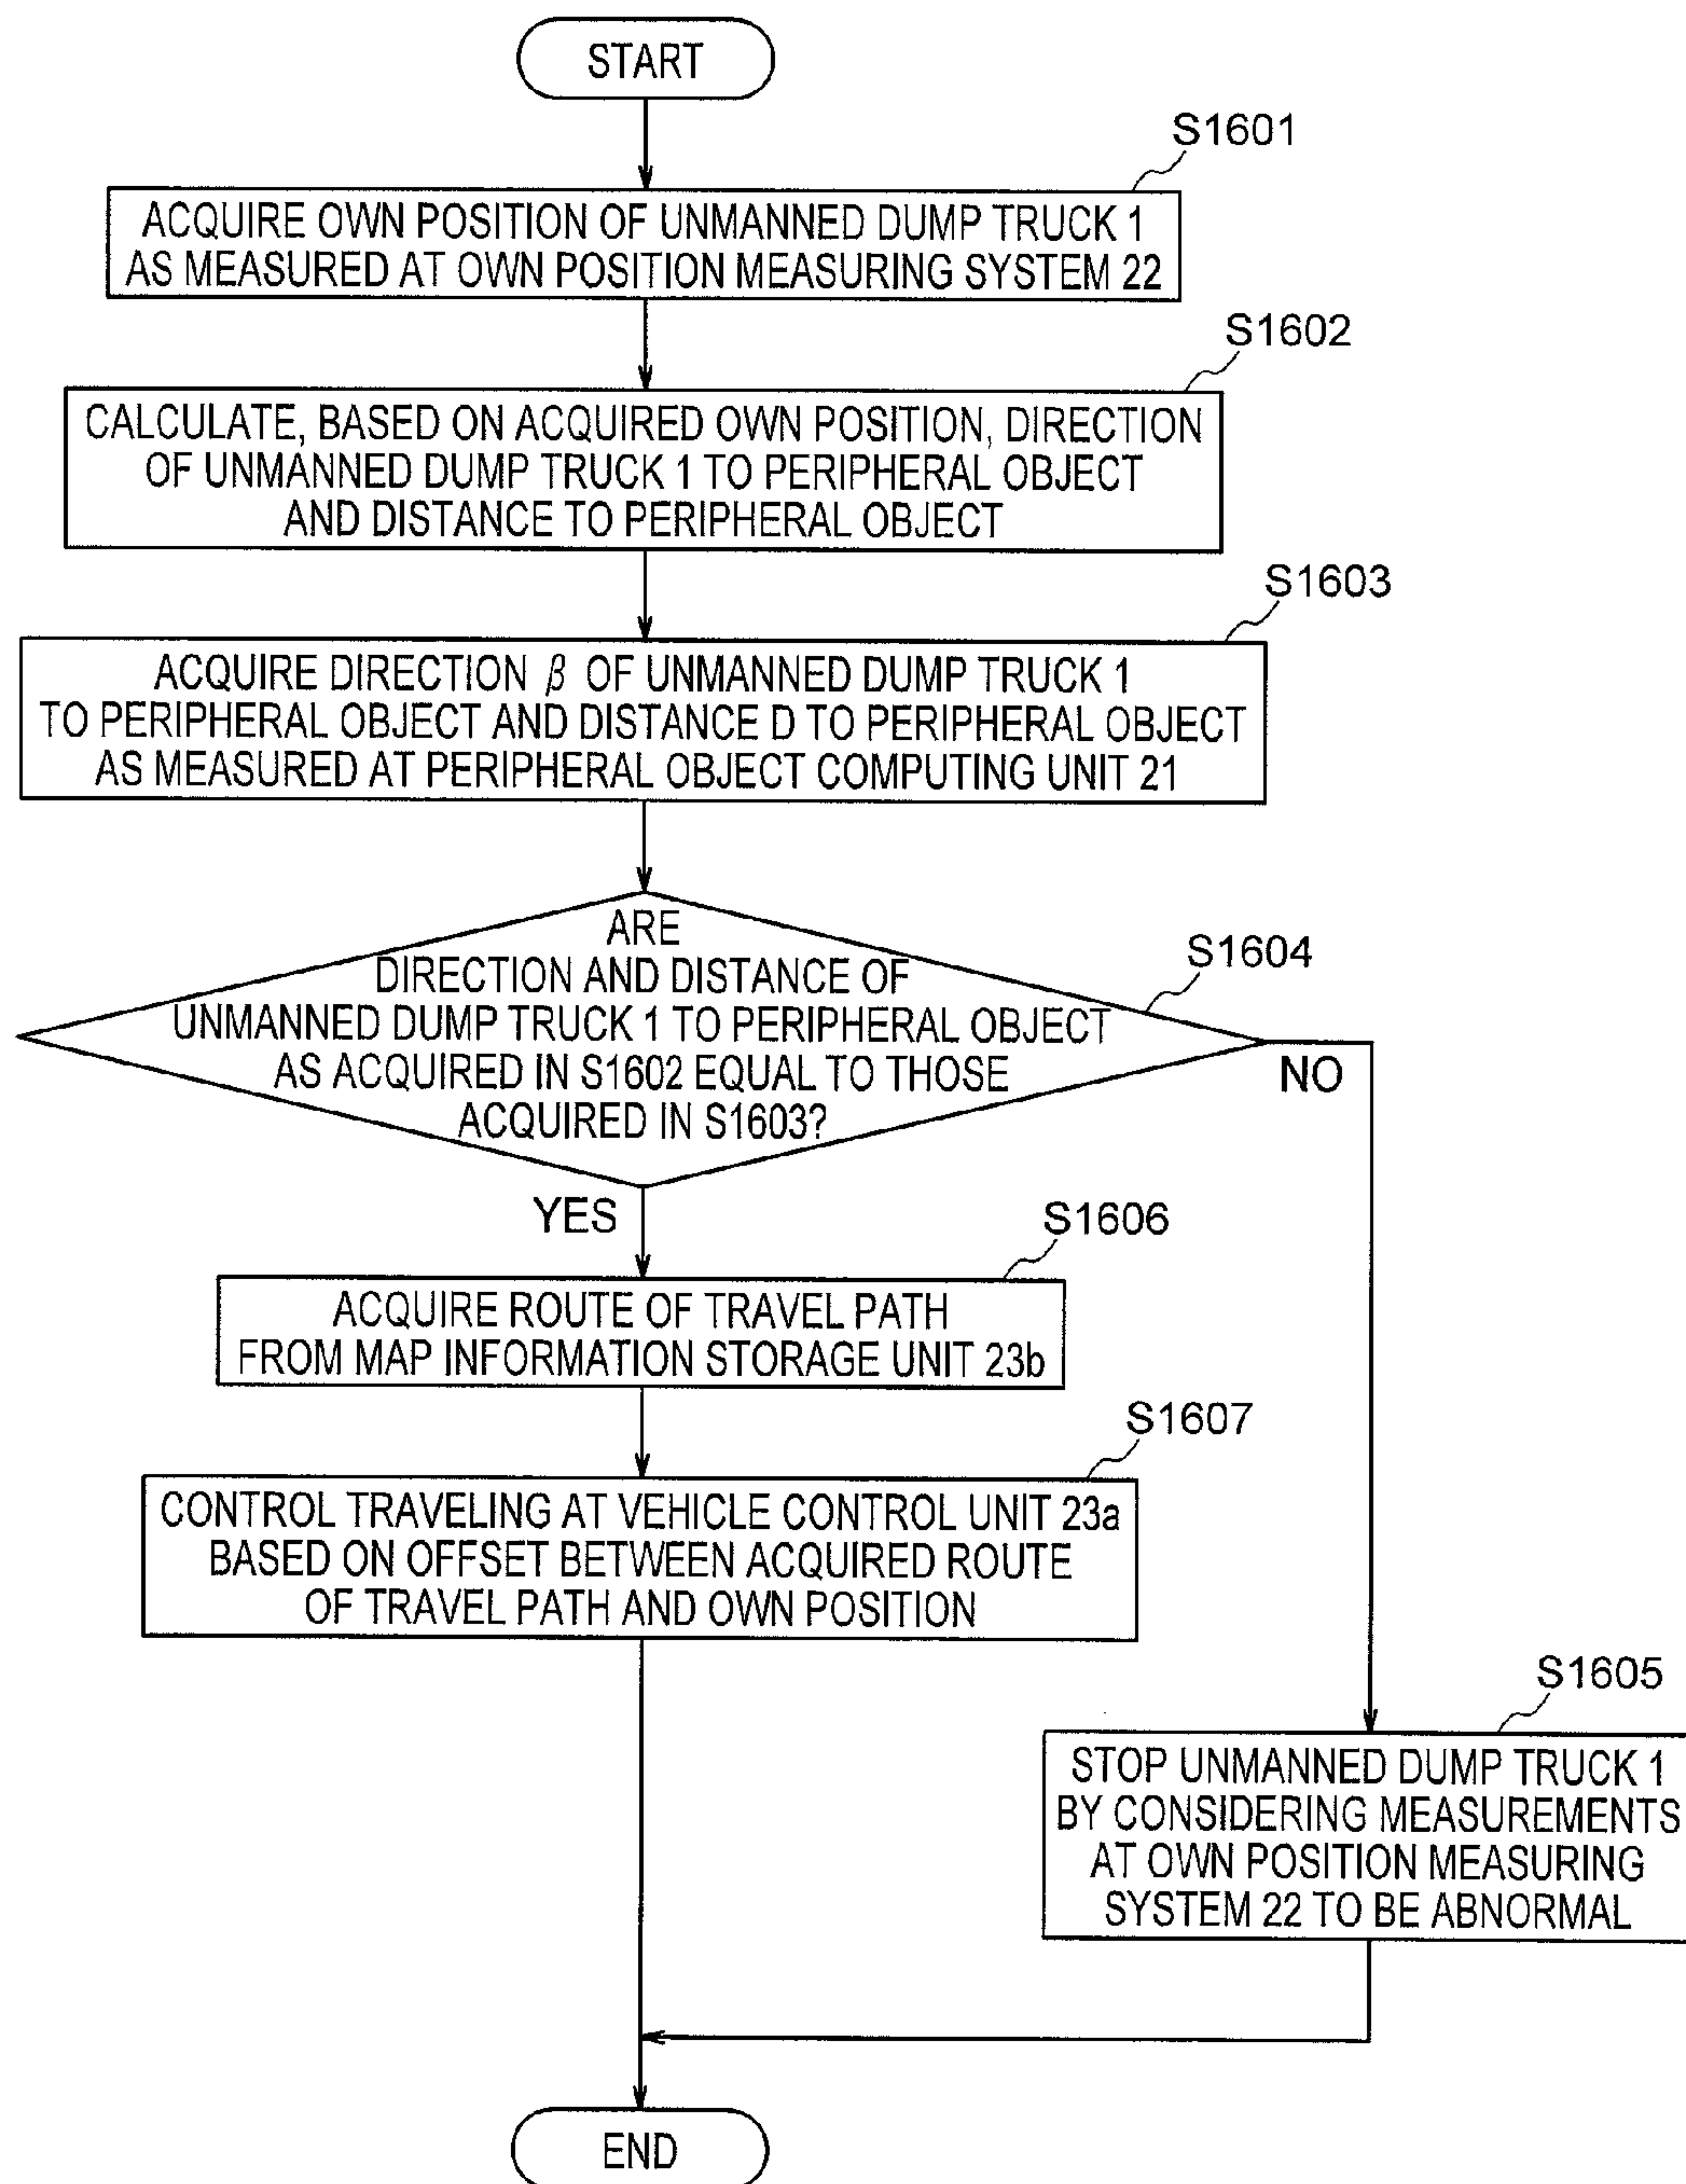 START
S1601
ACQUIRE OWN POSITION OF UNMANNED DUMP TRUCK 1
AS MEASURED AT OWN POSITION MEASURING SYSTEM 22
S1602
CALCULATE, BASED ON ACQUIRED OWN POSITION, DIRECTION
OF UNMANNED DUMP TRUCK 1 TO PERIPHERAL OBJECT
AND DISTANCE TO PERIPHERAL OBJECT
S1603
ACQUIRE DIRECTION β OF UNMANNED DUMP TRUCK 1
TO PERIPHERAL OBJECT AND DISTANCE D TO PERIPHERAL OBJECT
AS MEASURED AT PERIPHERAL OBJECT COMPUTING UNIT 21
S1604
ARE
DIRECTION AND DISTANCE OF
UNMANNED DUMP TRUCK 1 TO PERIPHERAL OBJECT
AS ACQUIRED IN S1602 EQUAL TO THOSE
ACQUIRED IN S1603?
NO
YES
S1606
ACQUIRE ROUTE OF TRAVEL PATH
FROM MAP INFORMATION STORAGE UNIT 23b
S1607
CONTROL TRAVELING AT VEHICLE CONTROL UNIT 23a
BASED ON OFFSET BETWEEN ACQUIRED ROUTE
OF TRAVEL PATH AND OWN POSITION
S1605
STOP UNMANNED DUMP TRUCK 1
BY CONSIDERING MEASUREMENTS
AT OWN POSITION MEASURING
SYSTEM 22 TO BE ABNORMAL
END